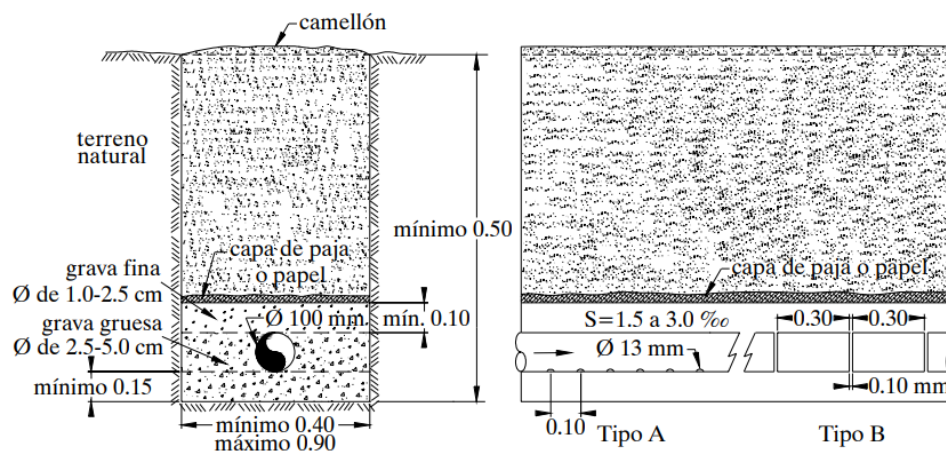 camellón
terreno
natural
mínimo 0.50
capa de paja
o papel
grava fina
Ø de 1.0-2.5 cm
Ø 100 mm.
mín. 0.10
grava gruesa
Ø de 2.5-5.0 cm
mínimo 0.15
mínimo 0.40
máximo 0.90
capa de paja o papel
S=1.5 a 3.0 ‰
0.30
0.30
Ø 13 mm
0.10 mm
0.10
Tipo A
Tipo B